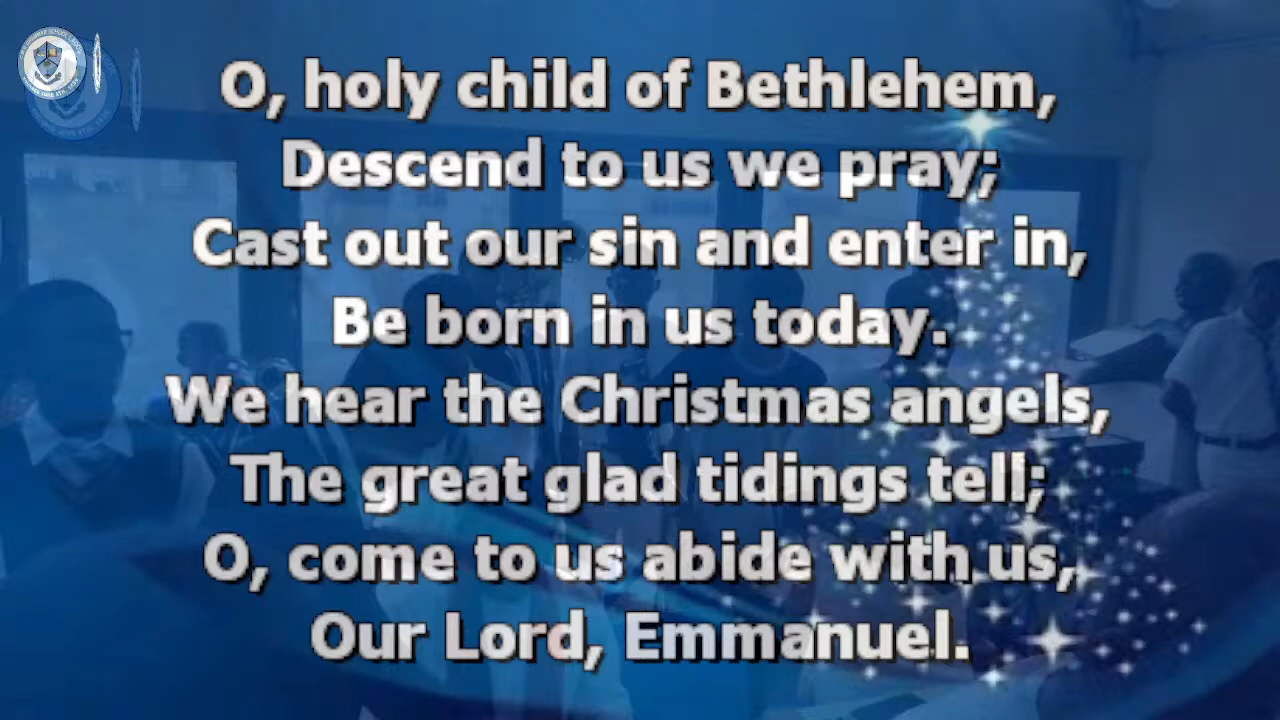 O, holy child of Bethlehem,
Descend to us we pray;
Cast out our sin and enter in,
Be born in us today.
We hear the Christmas angels,
The great glad tidings tell;
O, come to us abide with us,
Our Lord, Emmanuel.